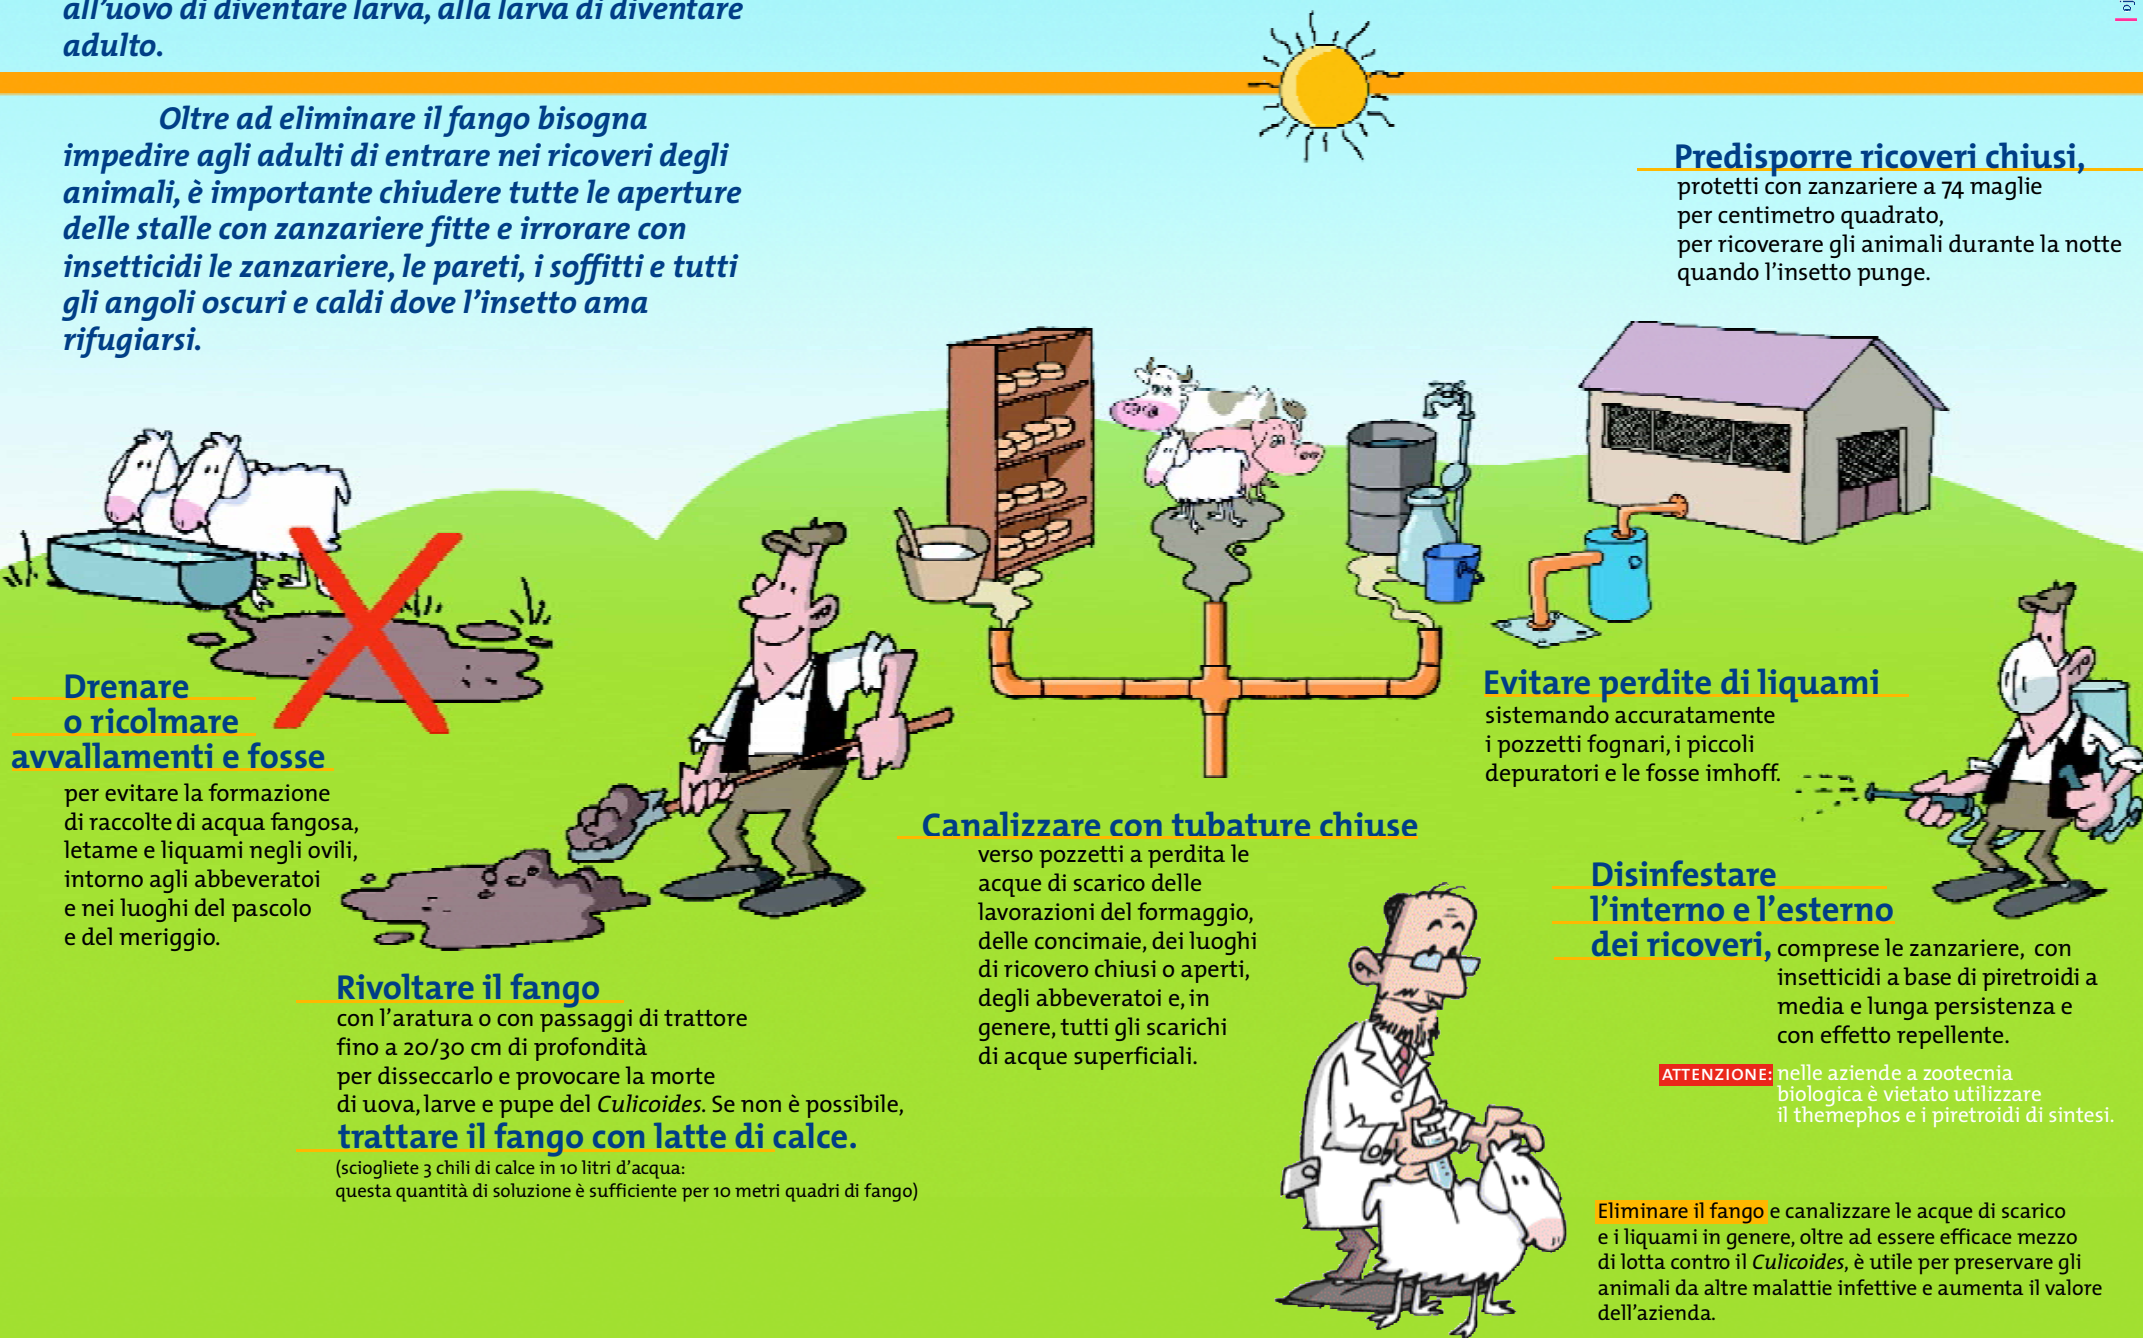 all'uovo di diventare larva, alla larva di diventare
adulto.
Oltre ad eliminare il fango bisogna
impedire agli adulti di entrare nei ricoveri degli
animali, è importante chiudere tutte le aperture
delle stalle con zanzariere fitte e irrorare con
insetticidi le zanzariere, le pareti, i soffitti e tutti
gli angoli oscuri e caldi dove l'insetto ama
rifugiarsi.
Predisporre ricoveri chiusi,
protetti con zanzariere a 74 maglie
per centimetro quadrato,
per ricoverare gli animali durante la notte
quando l'insetto punge.
Drenare
o ricolmare
avvallamenti e fosse
per evitare la formazione
di raccolte di acqua fangosa,
letame e liquami negli ovili,
intorno agli abbeveratoi
e nei luoghi del pascolo
e del meriggio.
Rivoltare il fango
con l'aratura o con passaggi di trattore
fino a 20/30 cm di profondità
per disseccarlo e provocare la morte
di uova, larve e pupe del Culicoides. Se non è possibile,
trattare il fango con latte di calce.
(sciogliete 3 chili di calce in 10 litri d'acqua:
questa quantità di soluzione è sufficiente per 10 metri quadri di fango)
Canalizzare con tubature chiuse
verso pozzetti a perdita le
acque di scarico delle
lavorazioni del formaggio,
delle concimaie, dei luoghi
di ricovero chiusi o aperti,
degli abbeveratoi e, in
genere, tutti gli scarichi
di acque superficiali.
Evitare perdite di liquami
sistemando accuratamente
i pozzetti fognari, i piccoli
depuratori e le fosse imhoff.
Disinfestare
l'interno e l'esterno
dei ricoveri, comprese le zanzariere, con
insetticidi a base di piretroidi a
media e lunga persistenza e
con effetto repellente.
ATTENZIONE: nelle aziende a zootecnia
biologica è vietato utilizzare
il themephos e i piretroidi di sintesi.
Eliminare il fango e canalizzare le acque di scarico
e i liquami in genere, oltre ad essere efficace mezzo
di lotta contro il Culicoides, è utile per preservare gli
animali da altre malattie infettive e aumenta il valore
dell'azienda.